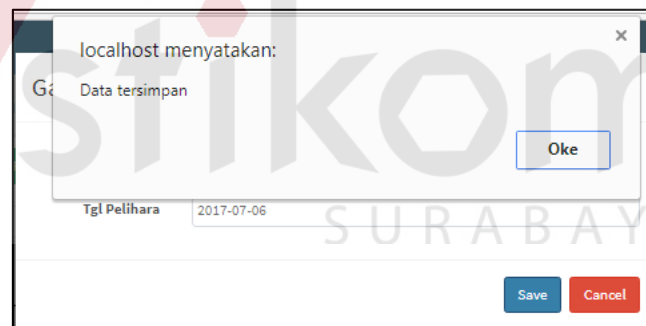 localhost menyatakan:
×
Ga
Data tersimpan
Oke
Tgl Pelihara
2017-07-06
stikom
SURABAY
Save
Cancel